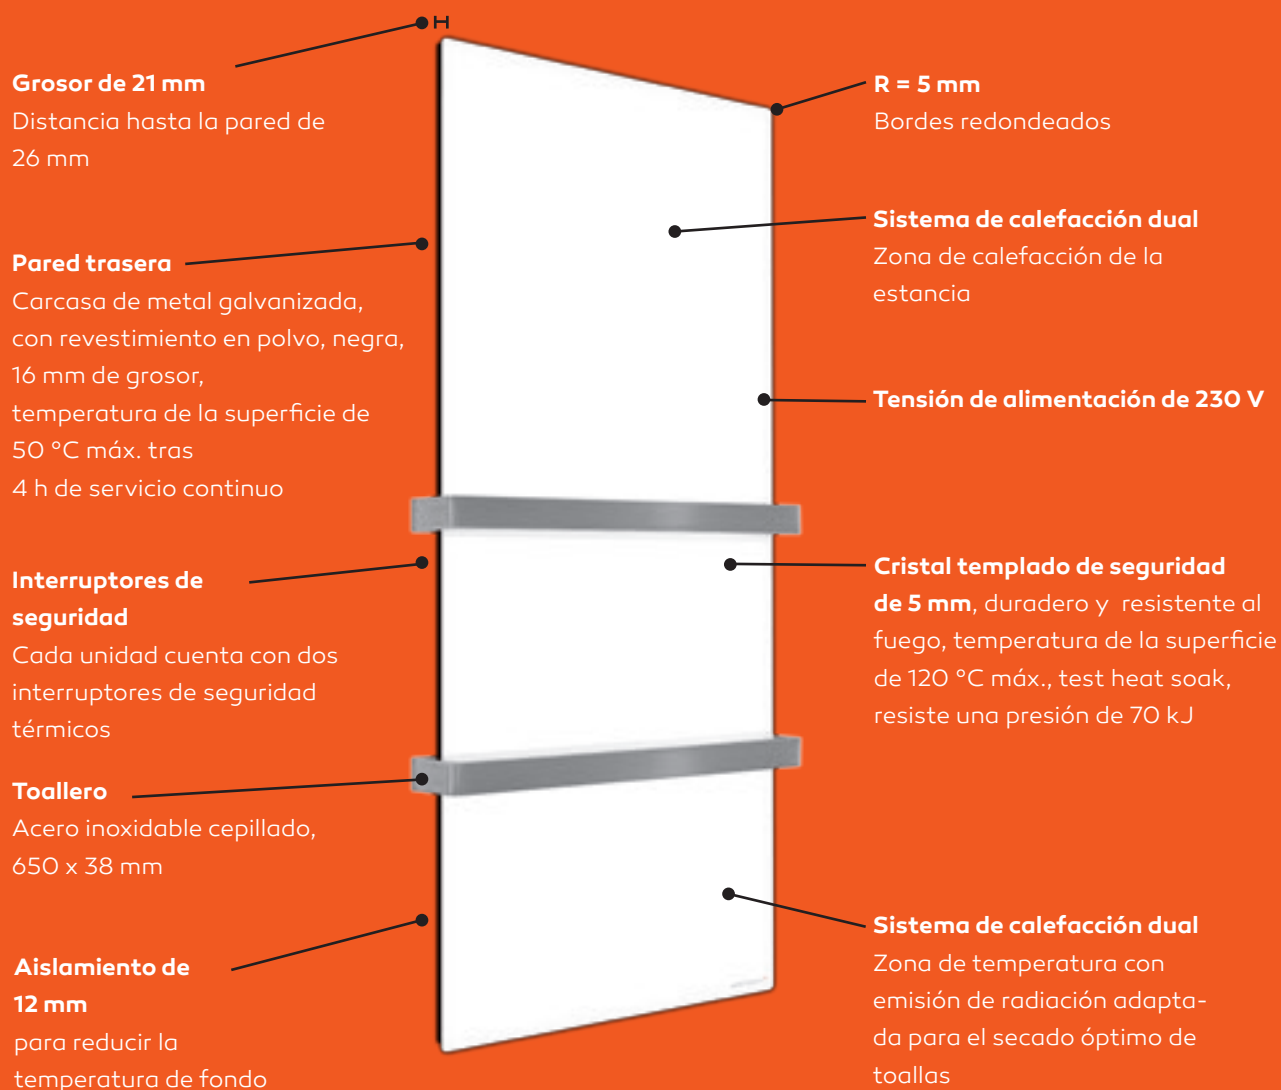 Grosor de 21 mm
Distancia hasta la pared de
26 mm
Pared trasera
Carcasa de metal galvanizada,
con revestimiento en polvo, negra,
16 mm de grosor,
temperatura de la superficie de
50 °C máx. tras
4 h de servicio continuo
Interruptores de
seguridad
Cada unidad cuenta con dos
interruptores de seguridad
térmicos
Toallero
Acero inoxidable cepillado,
650 x 38 mm
Aislamiento de
12 mm
para reducir la
temperatura de fondo
R = 5 mm
Bordes redondeados
Sistema de calefacción dual
Zona de calefacción de la
estancia
Tensión de alimentación de 230 V
Cristal templado de seguridad
de 5 mm, duradero y  resistente al
fuego, temperatura de la superficie
de 120 °C máx., test heat soak,
resiste una presión de 70 kJ
Sistema de calefacción dual
Zona de temperatura con
emisión de radiación adapta-
da para el secado óptimo de
toallas